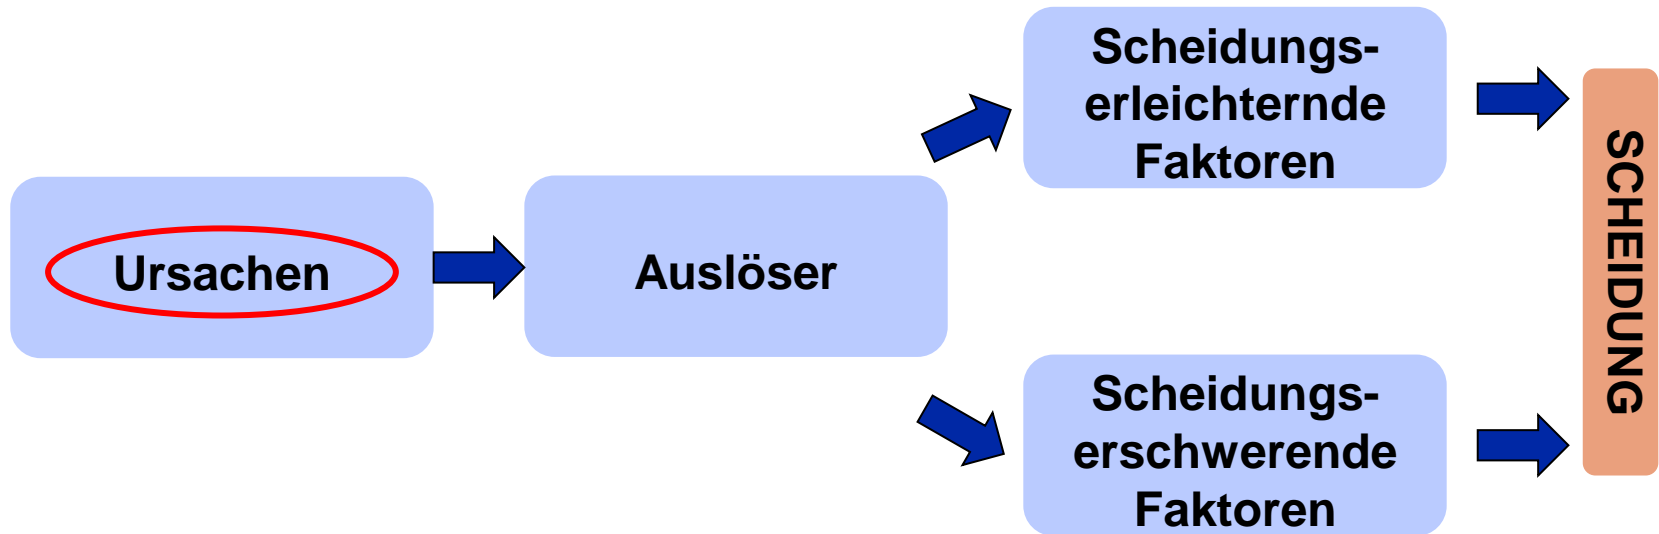 Ursachen
Auslöser
Scheidungs-
erleichternde
Faktoren
Scheidungs-
erschwerende
Faktoren
SCHEIDUNG